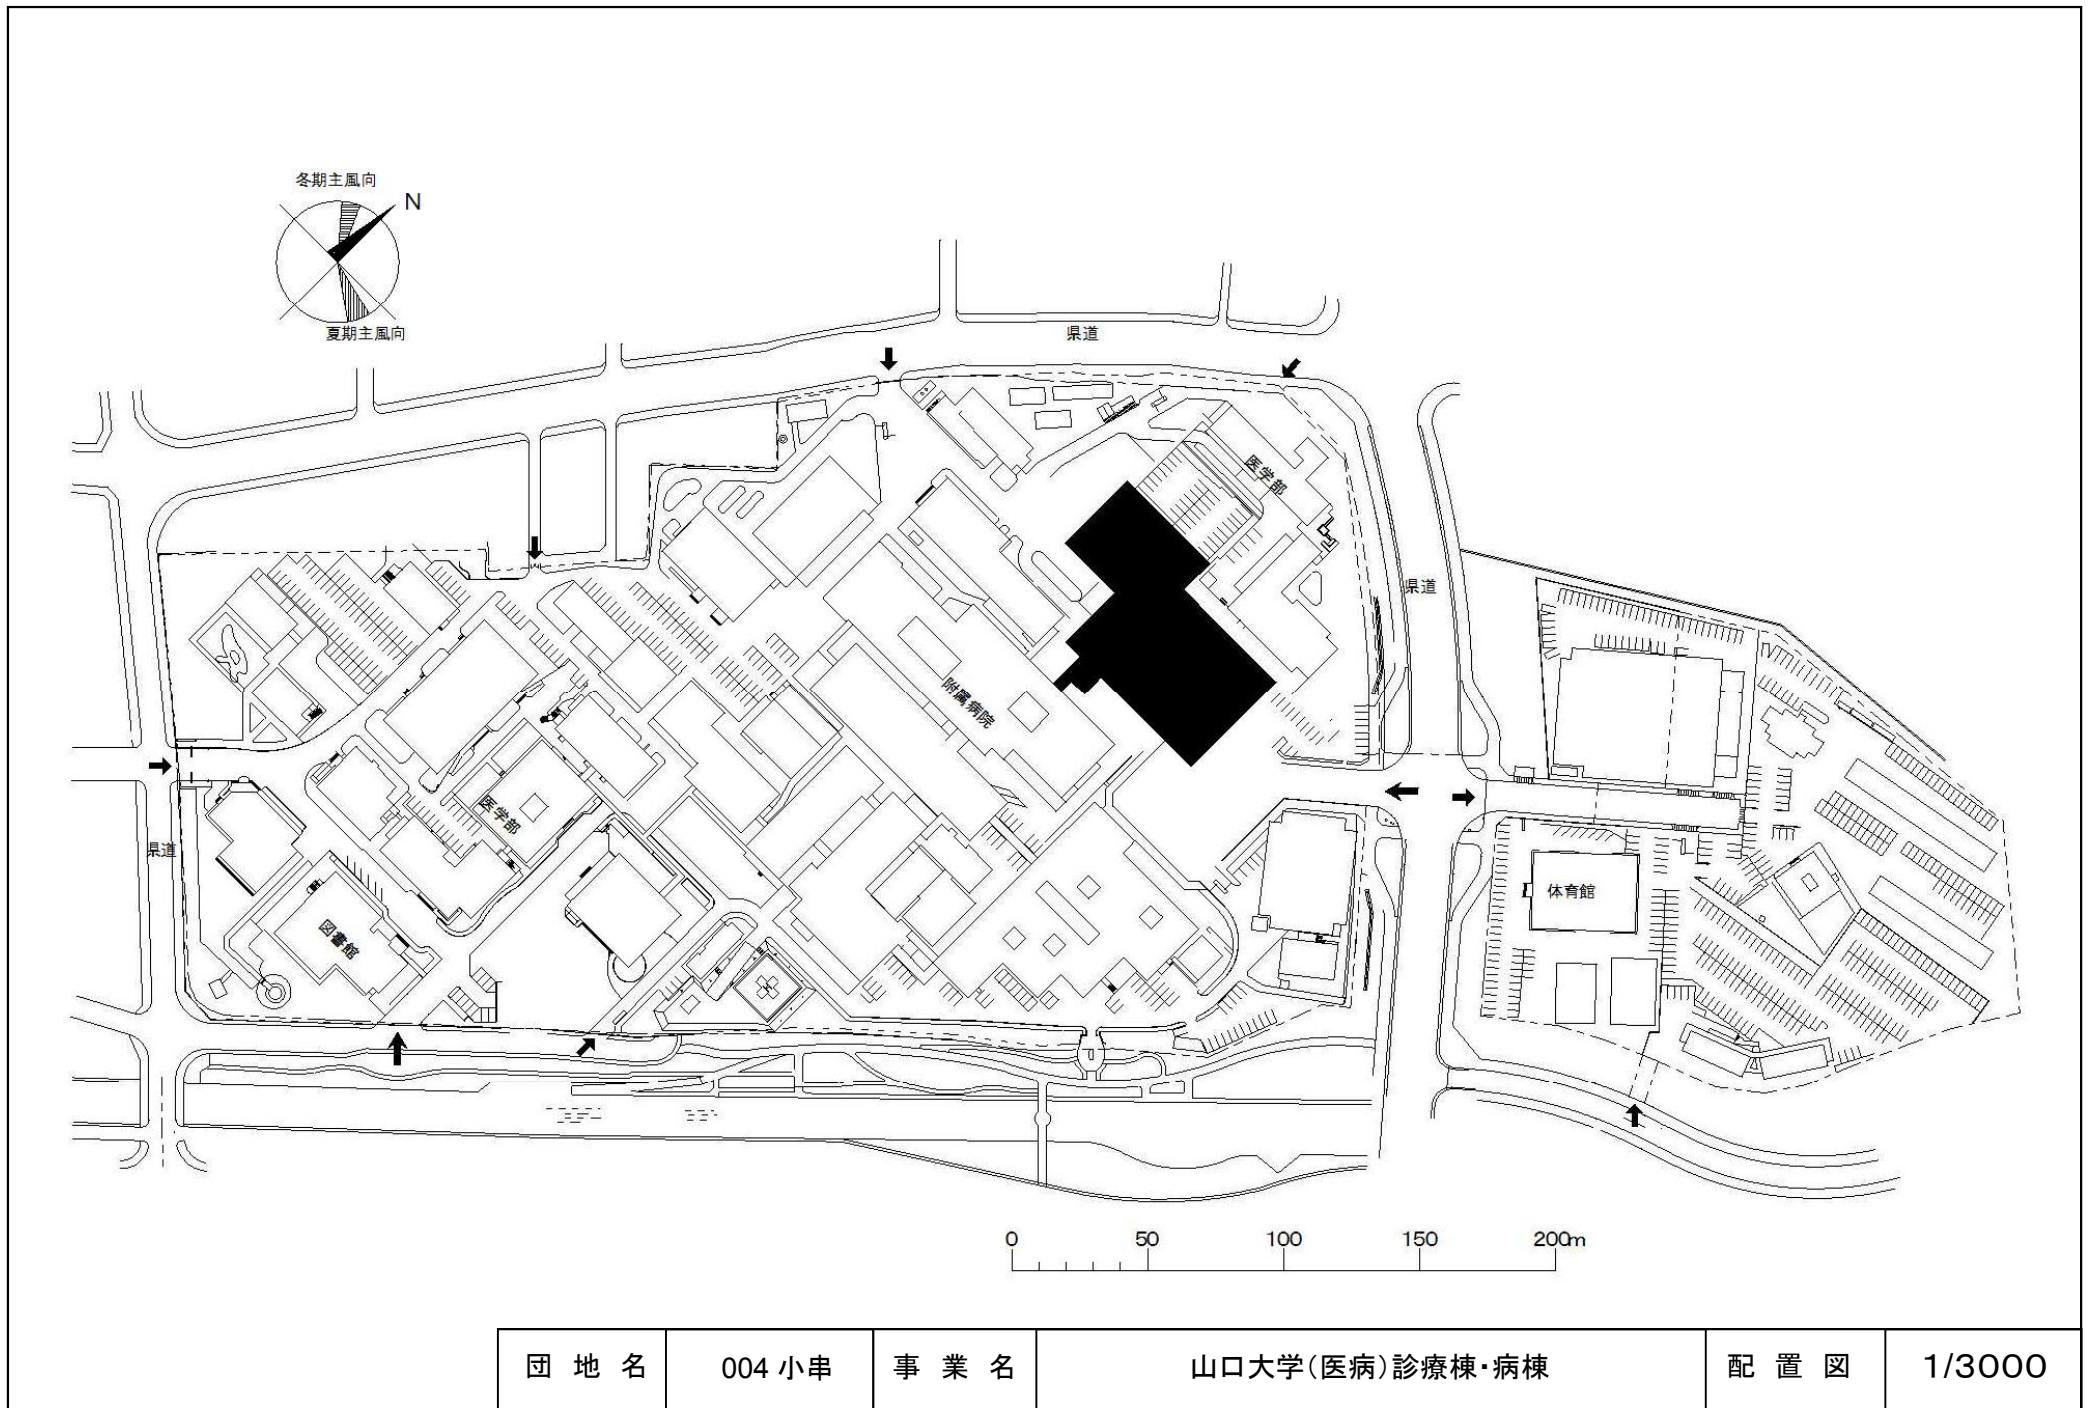 冬期主風向
N
夏期主風向
県道
医学部
県道
附属病院
医学部
県道
体育館
図書館
0 50 100 150 200m
団地名 004 小串 事業名 山口大学(医病)診療棟・病棟 配置図 1/3000